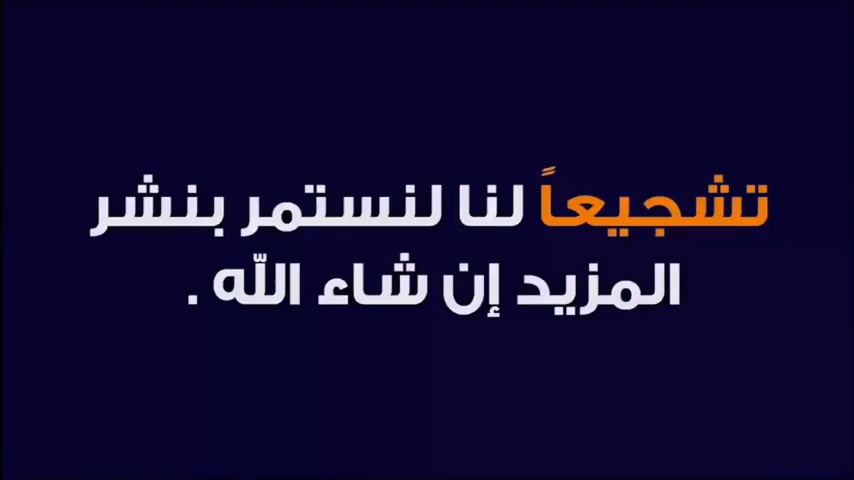 تشجيعاً لنا لنستمر بنشر
المزيد إن شاء الله .